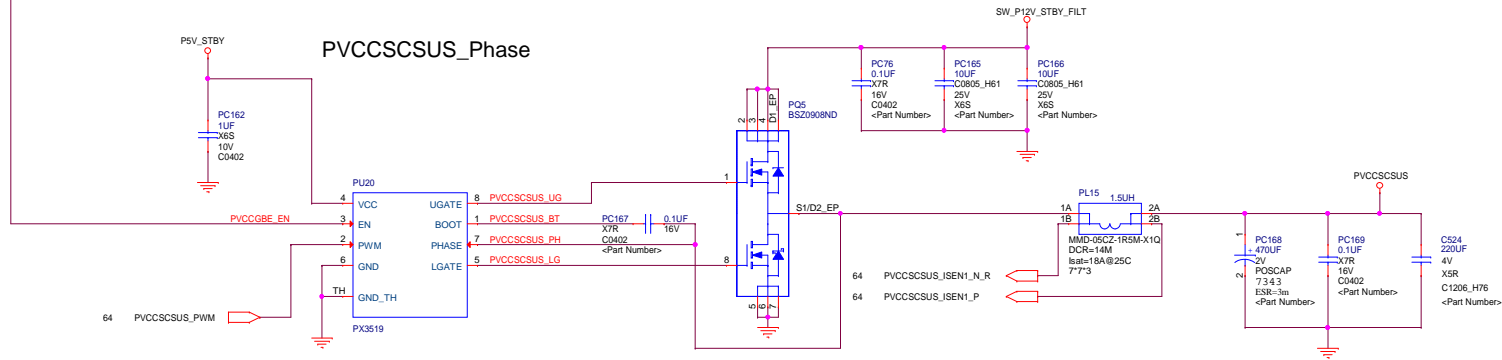 SW_P12V_STBY_FILT
P5V_STBY
PVCCSCSUS_Phase
PC162
1UF
X6S
10V
C0402
PC76
0.1UF
X7R
16V
C0402
<Part Number>
PC165
10UF
C0805_H61
25V
X6S
<Part Number>
PC166
10UF
C0805_H61
25V
X6S
<Part Number>
PQ5
BSZ0908ND
2
3
4
D1_EP
1
S1/D2_EP
8
5
6
7
PU20
4
VCC
3
EN
2
PWM
6
GND
TH
GND_TH
UGATE
8
BOOT
1
PHASE
7
LGATE
5
PX3519
PVCCGBE_EN
PVCCSCSUS_UG
PVCCSCSUS_BT
PVCCSCSUS_PH
PVCCSCSUS_LG
PC167
X7R
C0402
<Part Number>
0.1UF
16V
64 PVCCSCSUS_PWM
PL15
1.5UH
1A
1B
2A
2B
MMD-05CZ-1R5M-X1Q
DCR=14M
Isat=18A@25C
7*7*3
64 PVCCSCSUS_ISEN1_N_R
64 PVCCSCSUS_ISEN1_P
PVCCSCSUS
1
+
2
PC168
470UF
2V
POSCAP
7343
ESR=3m
<Part Number>
PC169
0.1UF
X7R
16V
C0402
<Part Number>
C524
220UF
4V
X5R
C1206_H76
<Part Number>